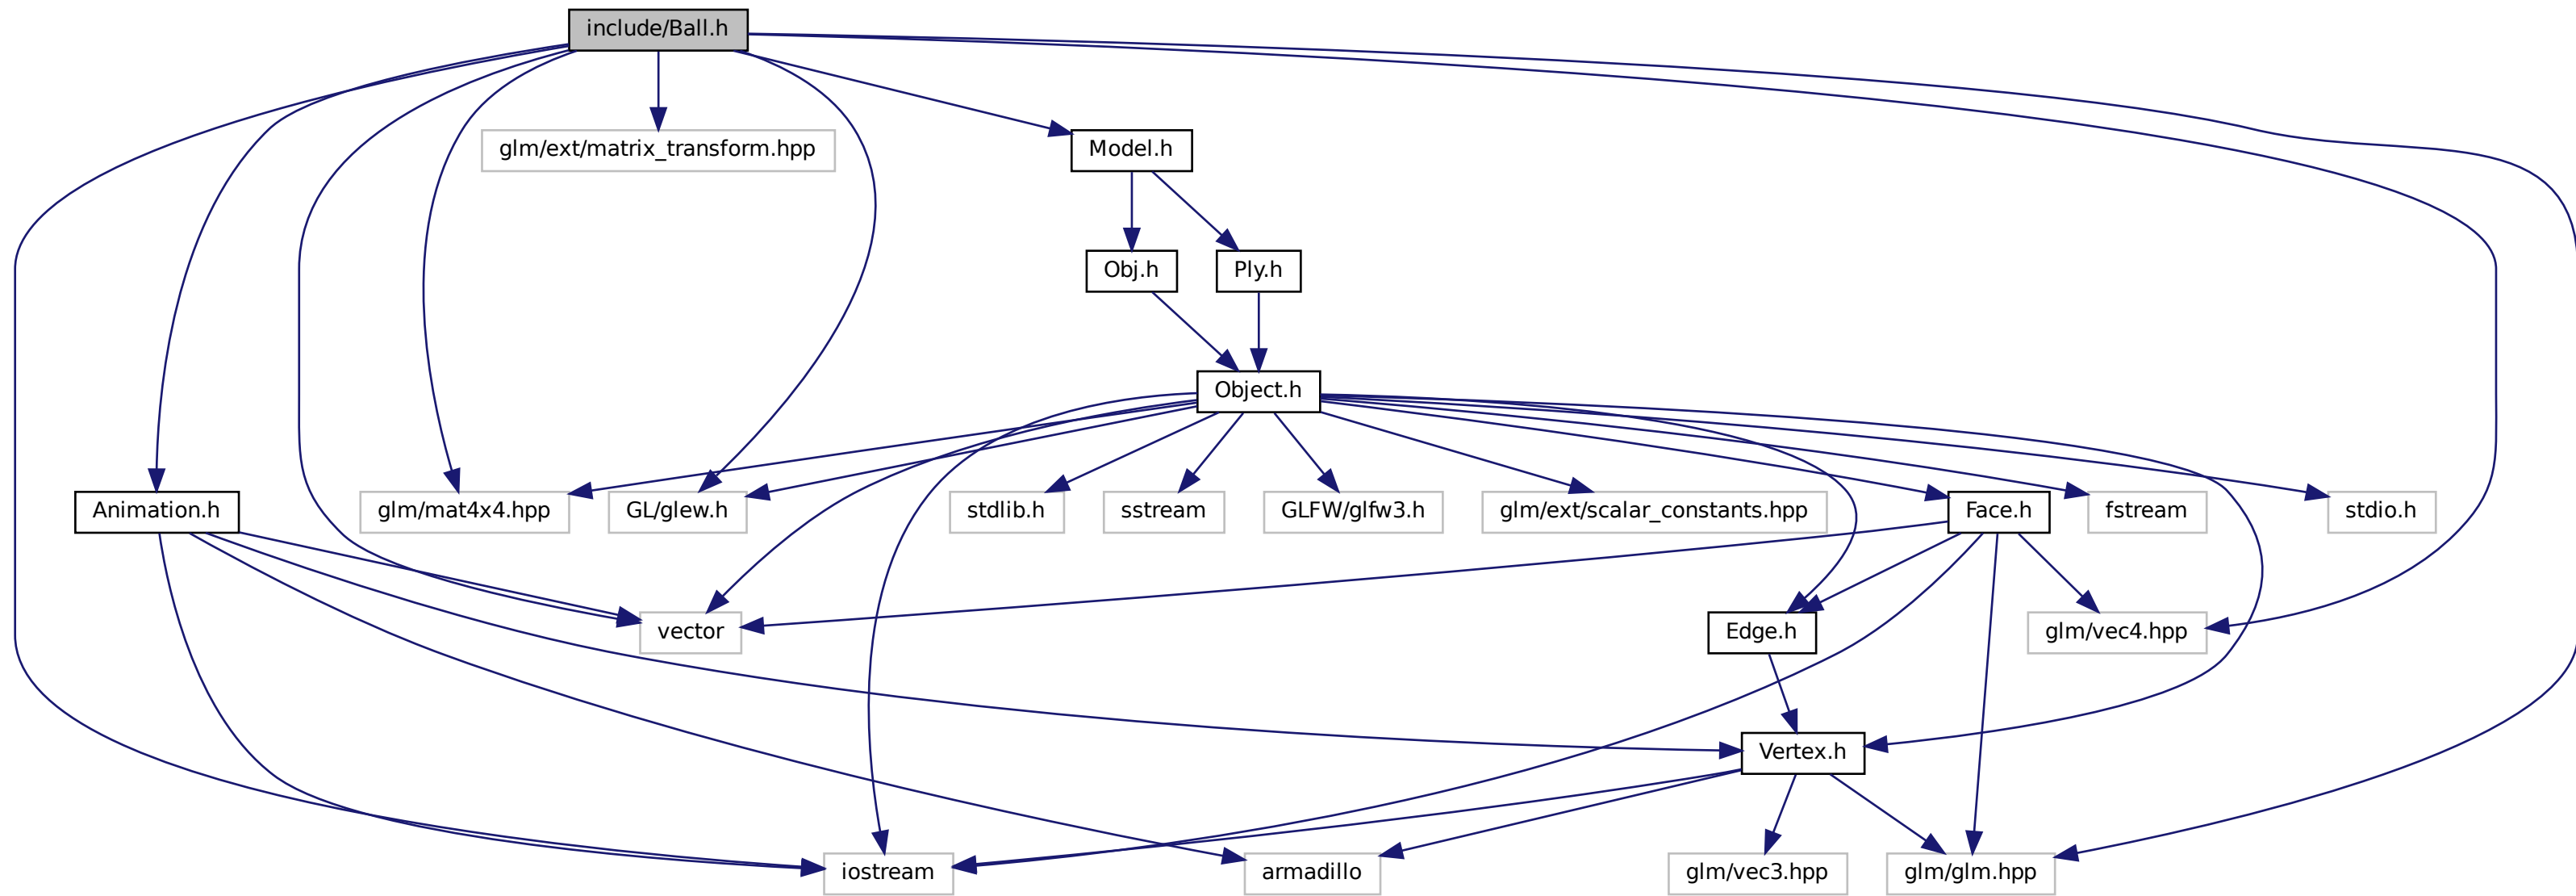 include/Ball.h
glm/ext/matrix_transform.hpp
Model.h
Obj.h
Ply.h
Object.h
Animation.h
glm/mat4x4.hpp
GL/glew.h
stdlib.h
sstream
GLFW/glfw3.h
glm/ext/scalar_constants.hpp
Face.h
fstream
stdio.h
vector
Edge.h
glm/vec4.hpp
Vertex.h
iostream
armadillo
glm/vec3.hpp
glm/glm.hpp